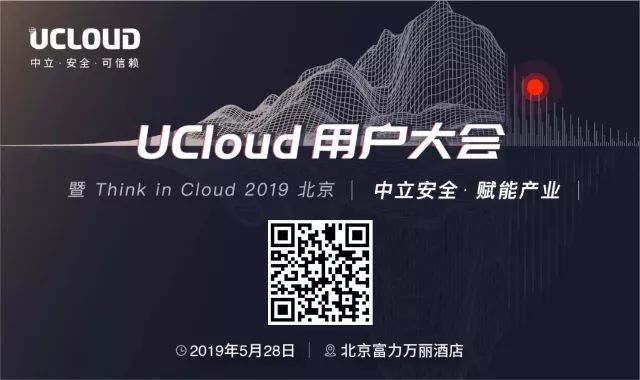 UCLOUD
中立·安全·可信赖
UCloud 用户大会
暨 Think in Cloud 2019 北京 | 中立安全·赋能产业 |
2019年5月28日 | 北京富力万丽酒店